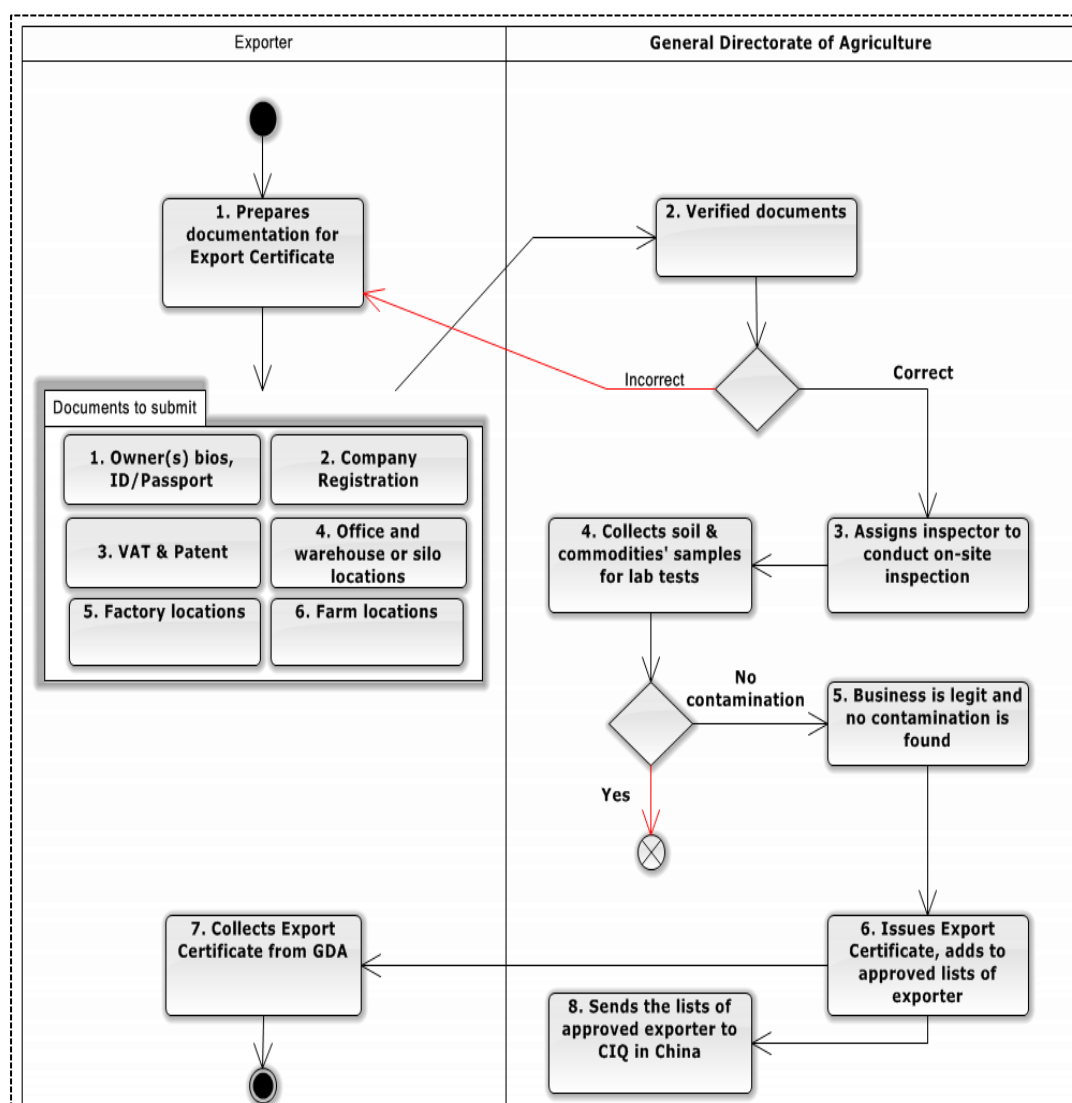 Exporter
General Directorate of Agriculture
1. Prepares
documentation for
Export Certificate
2. Verified documents
Incorrect
Correct
Documents to submit
1. Owner(s) bios,
ID/Passport
2. Company
Registration
3. VAT & Patent
4. Office and
warehouse or silo
locations
5. Factory locations
6. Farm locations
3. Assigns inspector to
conduct on-site
inspection
4. Collects soil &
commodities' samples
for lab tests
No
contamination
Yes
5. Business is legit and
no contamination is
found
6. Issues Export
Certificate, adds to
approved lists of
exporter
7. Collects Export
Certificate from GDA
8. Sends the lists of
approved exporter to
CIQ in China